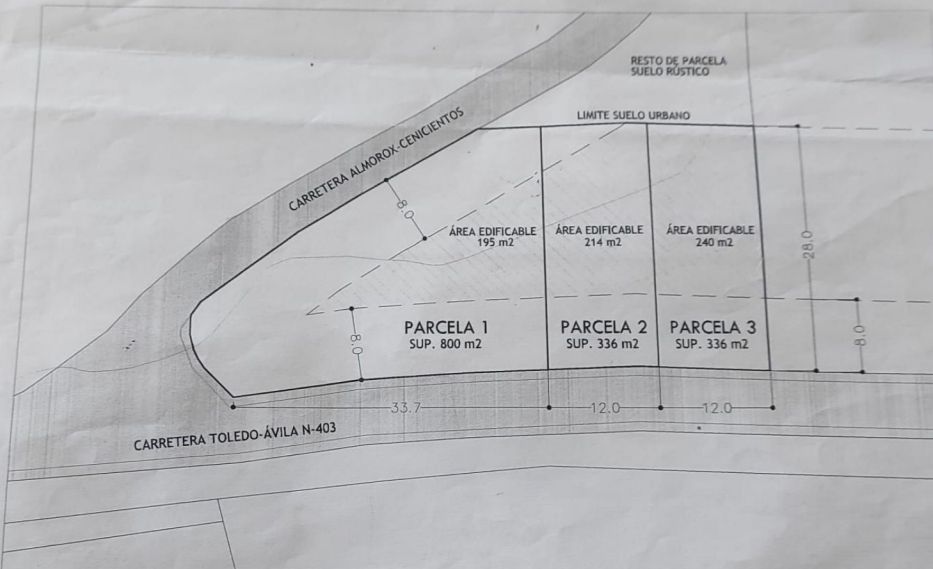 RESTO DE PARCELA
SUELO RÚSTICO
LIMITE SUELO URBANO
CARRETERA ALMOROX-CENICIENTOS
8.0
ÁREA EDIFICABLE
195 m2
ÁREA EDIFICABLE
214 m2
ÁREA EDIFICABLE
240 m2
28.0
PARCELA 1
SUP. 800 m2
PARCELA 2
SUP. 336 m2
PARCELA 3
SUP. 336 m2
8.0
8.0
33.7
12.0
12.0
CARRETERA TOLEDO-ÁVILA N-403